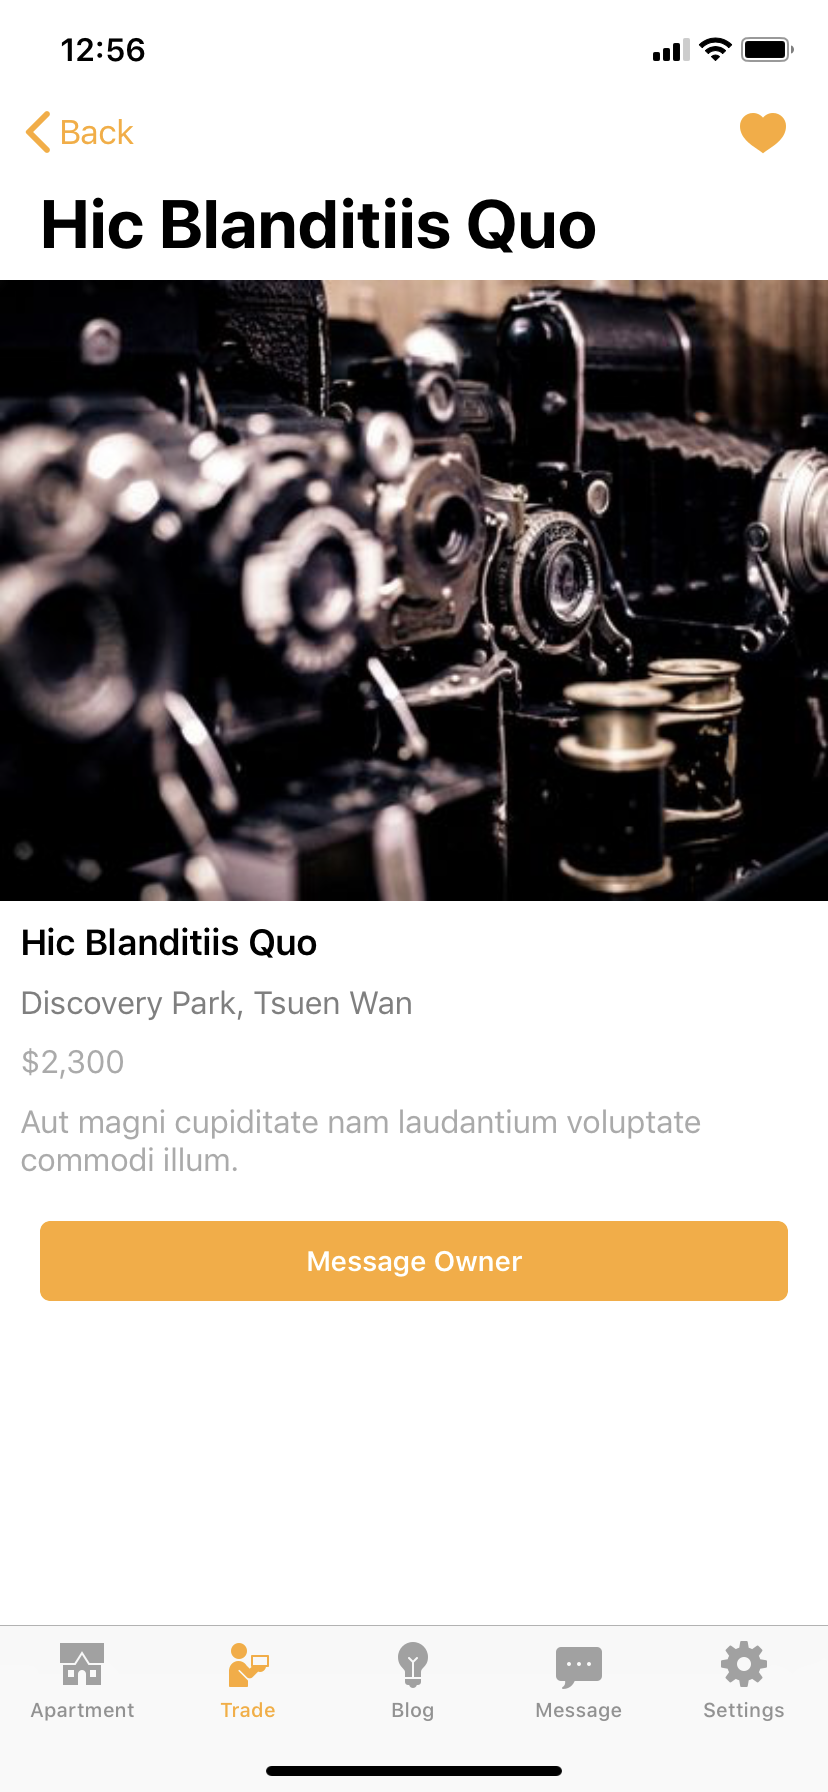 12:56
Back
Hic Blanditiis Quo
Hic Blanditiis Quo
Discovery Park, Tsuen Wan
$2,300
Aut magni cupiditate nam laudantium voluptate
commodi illum.
Message Owner
Apartment
Trade
Blog
Message
Settings